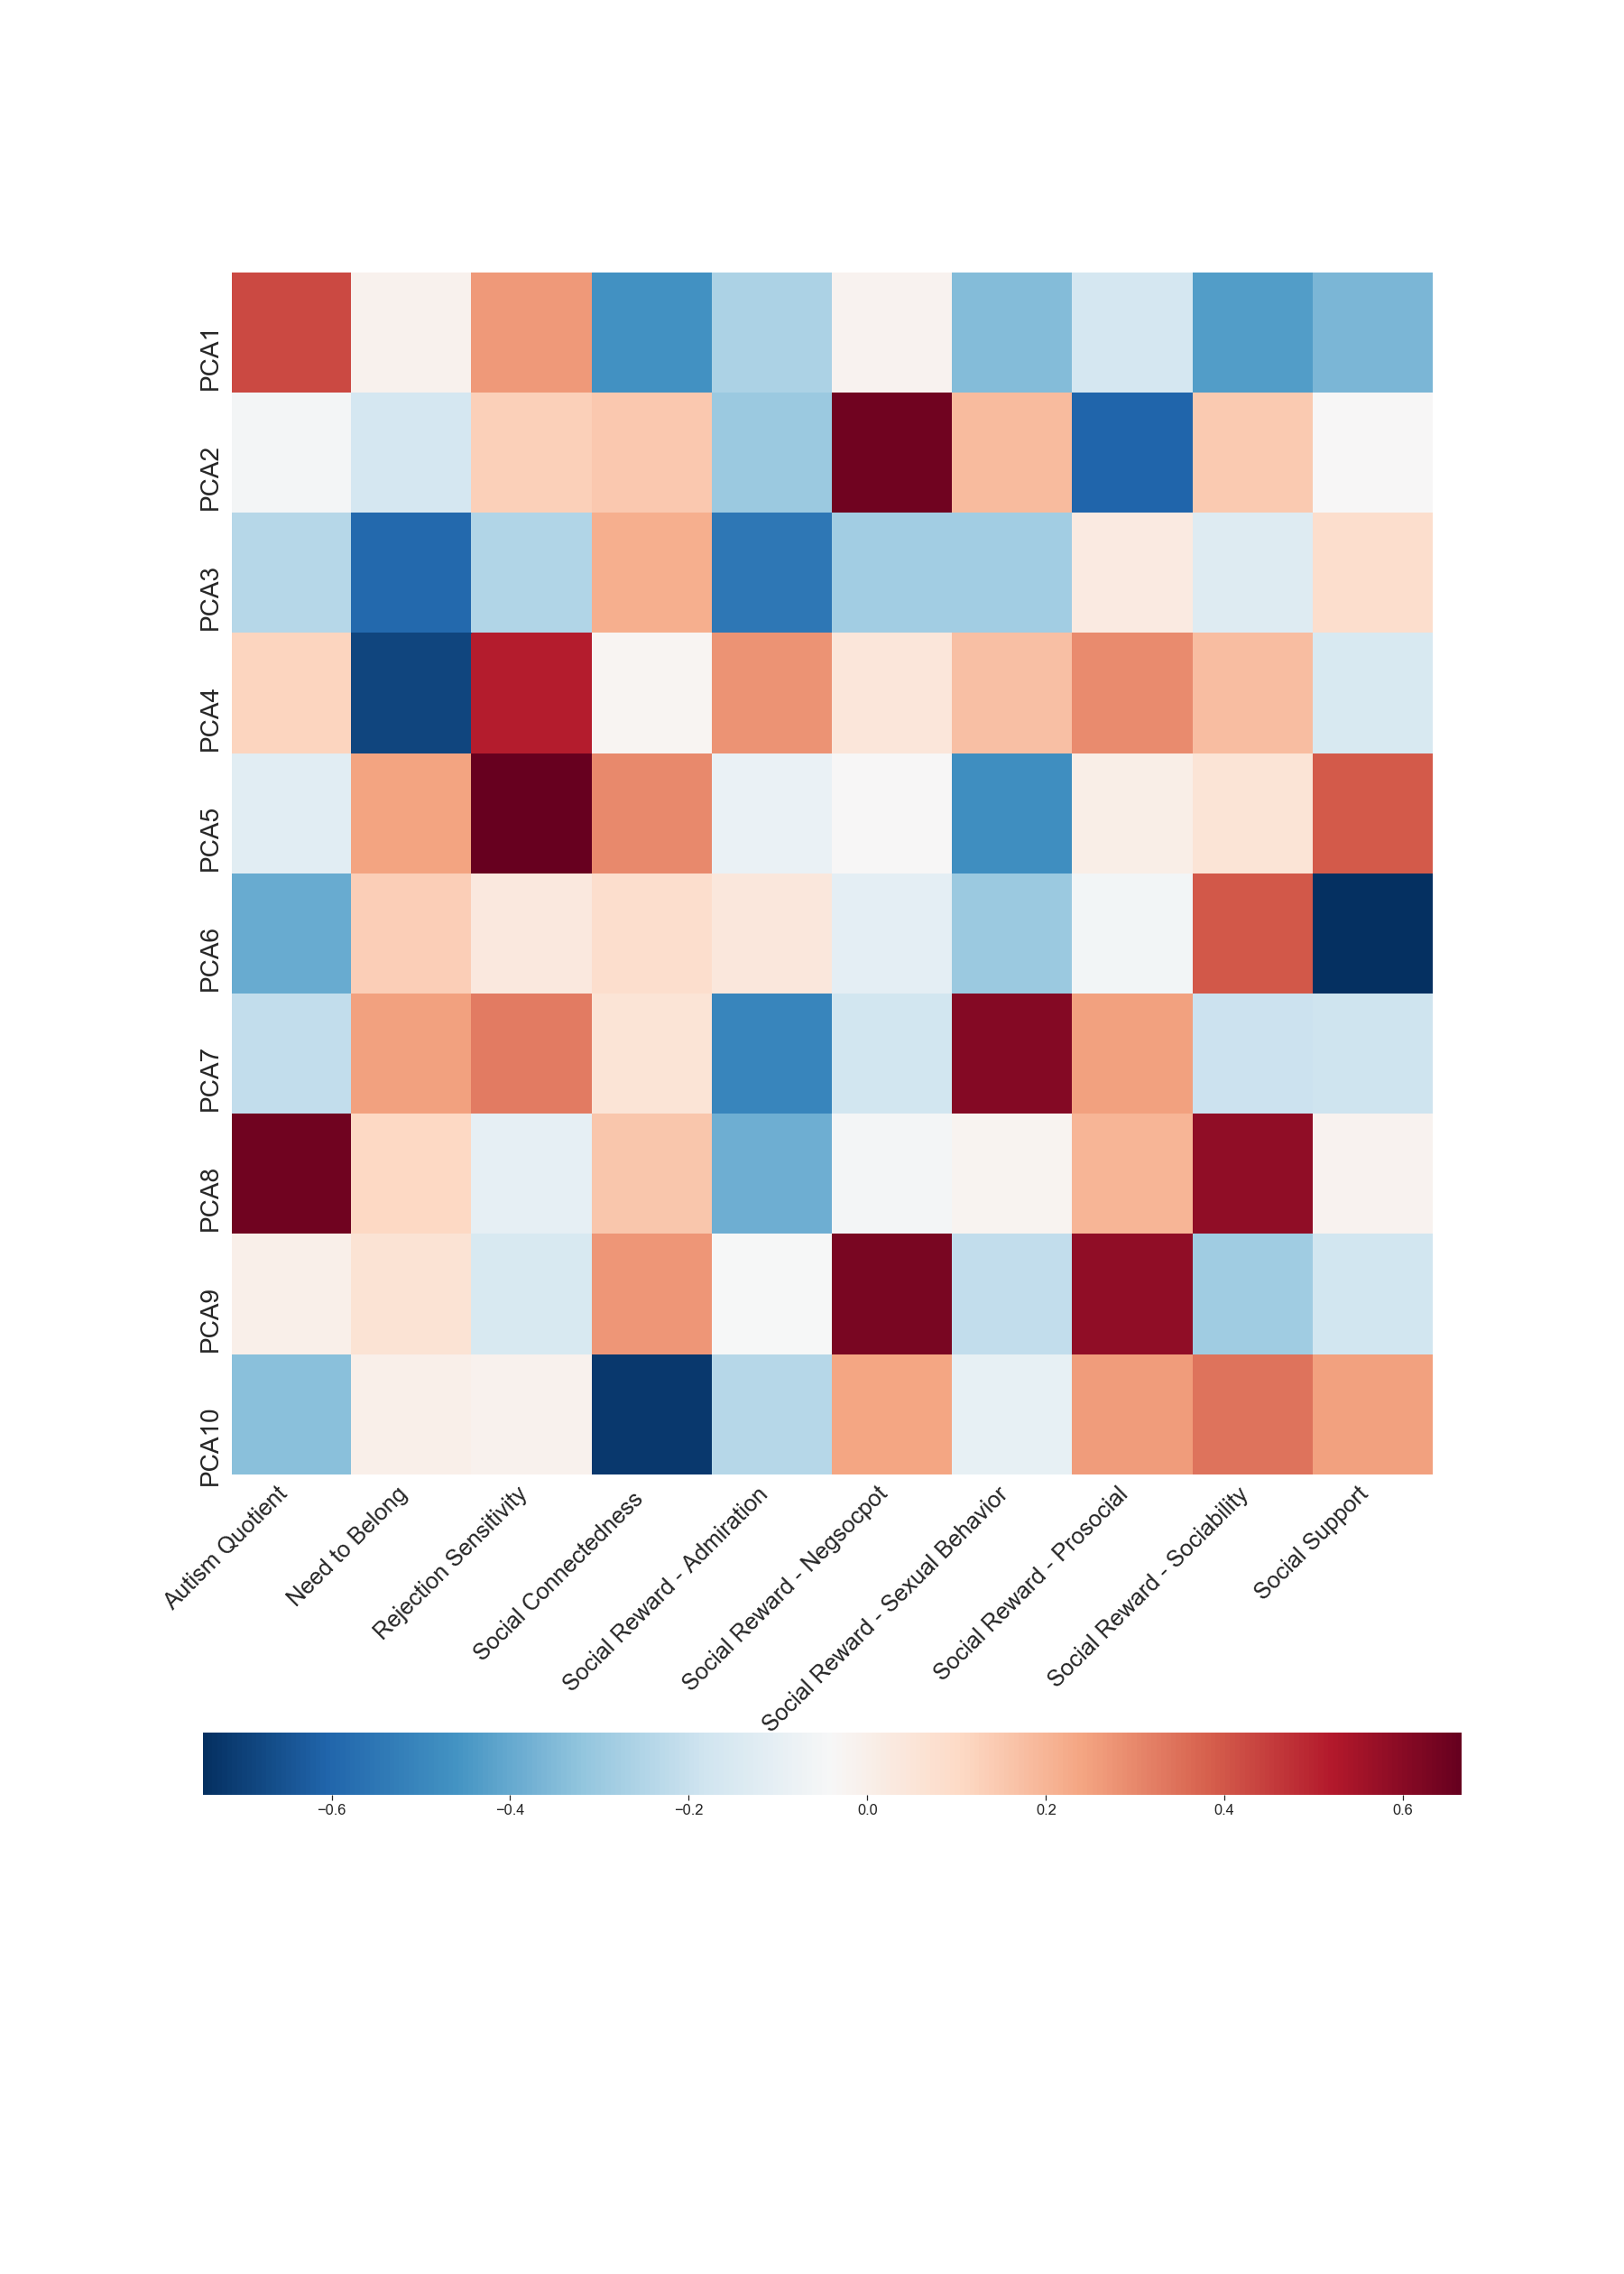 PCA1
PCA2
PCA3
PCA4
PCA5
PCA6
PCA7
PCA8
PCA9
PCA10
Autism Quotient
Need to Belong
Rejection Sensitivity
Social Connectedness
Social Reward - Admiration
Social Reward - Negsocpot
Social Reward - Sexual Behavior
Social Reward - Prosocial
Social Reward - Sociability
Social Support
−0.6 −0.4 −0.2 0.0 0.2 0.4 0.6